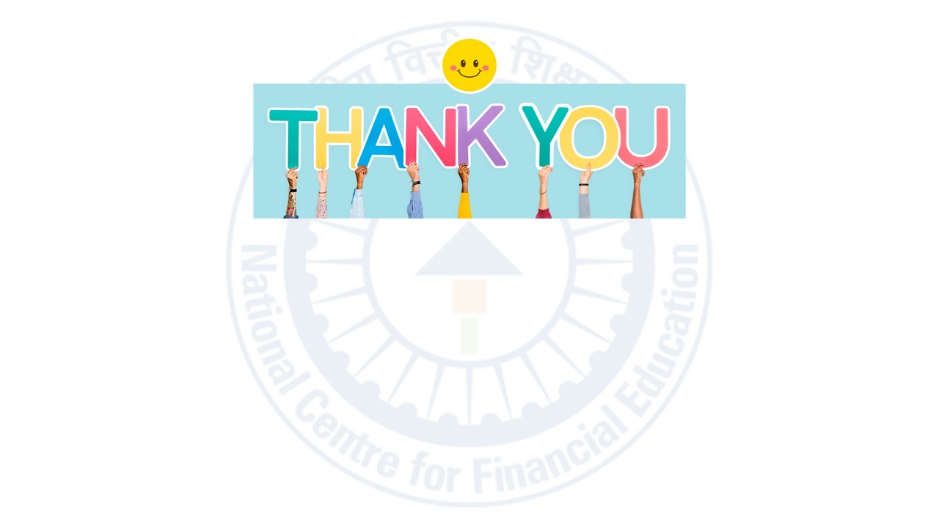 THANK YOU
National Centre for Financial Education